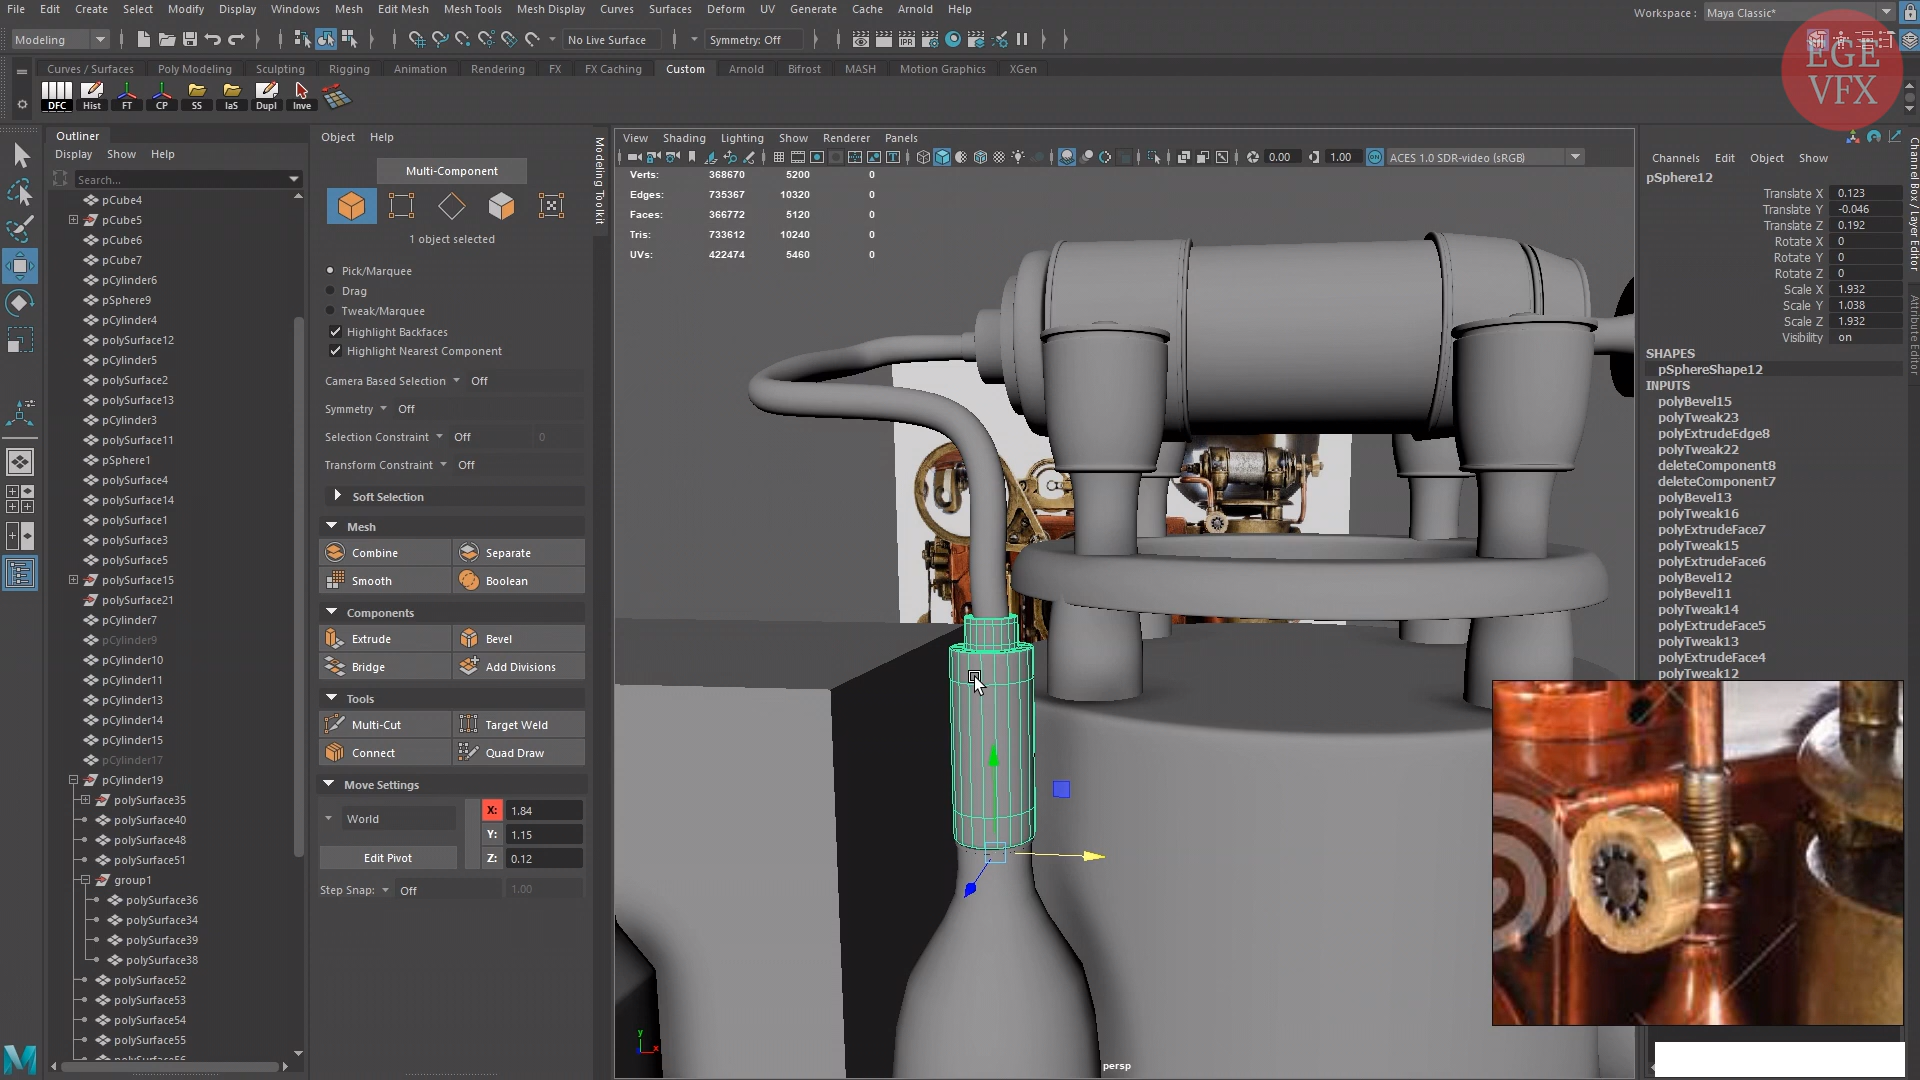 File Edit Create Select Modify Display Windows Mesh Edit Mesh Mesh Tools Mesh Display Curves Surfaces Deform UV Generate Cache Arnold Help
Workspace : Maya Classic*
Modeling
No Live Surface
Symmetry: Off
EGE
VFX
Curves / Surfaces Poly Modeling Sculpting Rigging Animation Rendering FX FX Caching Custom Arnold Bifrost MASH Motion Graphics XGen
DFC Hist FT CP SS IaS Dupl Inve
Outliner
Display Show Help
Search...
pCube4
pCube5
pCube6
pCube7
pCylinder6
pSphere9
pCylinder4
polySurface12
pCylinder5
polySurface2
polySurface13
pCylinder3
polySurface11
pSphere1
polySurface4
polySurface14
polySurface1
polySurface3
polySurface5
polySurface15
polySurface21
pCylinder7
pCylinder9
pCylinder10
pCylinder11
pCylinder13
pCylinder14
pCylinder15
pCylinder17
pCylinder19
polySurface35
polySurface40
polySurface48
polySurface51
group1
polySurface36
polySurface34
polySurface39
polySurface38
polySurface52
polySurface53
polySurface54
polySurface55
polySurface56
Object Help
Modeling Toolkit
Multi-Component
1 object selected
Pick/Marquee
Drag
Tweak/Marquee
Highlight Backfaces
Highlight Nearest Component
Camera Based Selection Off
Symmetry Off
Selection Constraint Off 0
Transform Constraint Off
Soft Selection
Mesh
Combine Separate
Smooth Boolean
Components
Extrude Bevel
Bridge Add Divisions
Tools
Multi-Cut Target Weld
Connect Quad Draw
Move Settings
World
X: 1.84
Y: 1.15
Edit Pivot
Z: 0.12
Step Snap: Off 1.00
View Shading Lighting Show Renderer Panels
0.00 1.00 ON ACES 1.0 SDR-video (sRGB)
Verts: 368670 5200 0
Edges: 735367 10320 0
Faces: 366772 5120 0
Tris: 733612 10240 0
UVs: 422474 5460 0
y
x
persp
Channels Edit Object Show
pSphere12
Translate X 0.123
Translate Y -0.046
Translate Z 0.192
Rotate X 0
Rotate Y 0
Rotate Z 0
Scale X 1.932
Scale Y 1.038
Scale Z 1.932
Visibility on
SHAPES
pSphereShape12
INPUTS
polyBevel15
polyTweak23
polyExtrudeEdge8
polyTweak22
deleteComponent8
deleteComponent7
polyBevel13
polyTweak16
polyExtrudeFace7
polyTweak15
polyExtrudeFace6
polyBevel12
polyBevel11
polyTweak14
polyExtrudeFace5
polyTweak13
polyExtrudeFace4
polyTweak12
Channel Box / Layer Editor
Attribute Editor